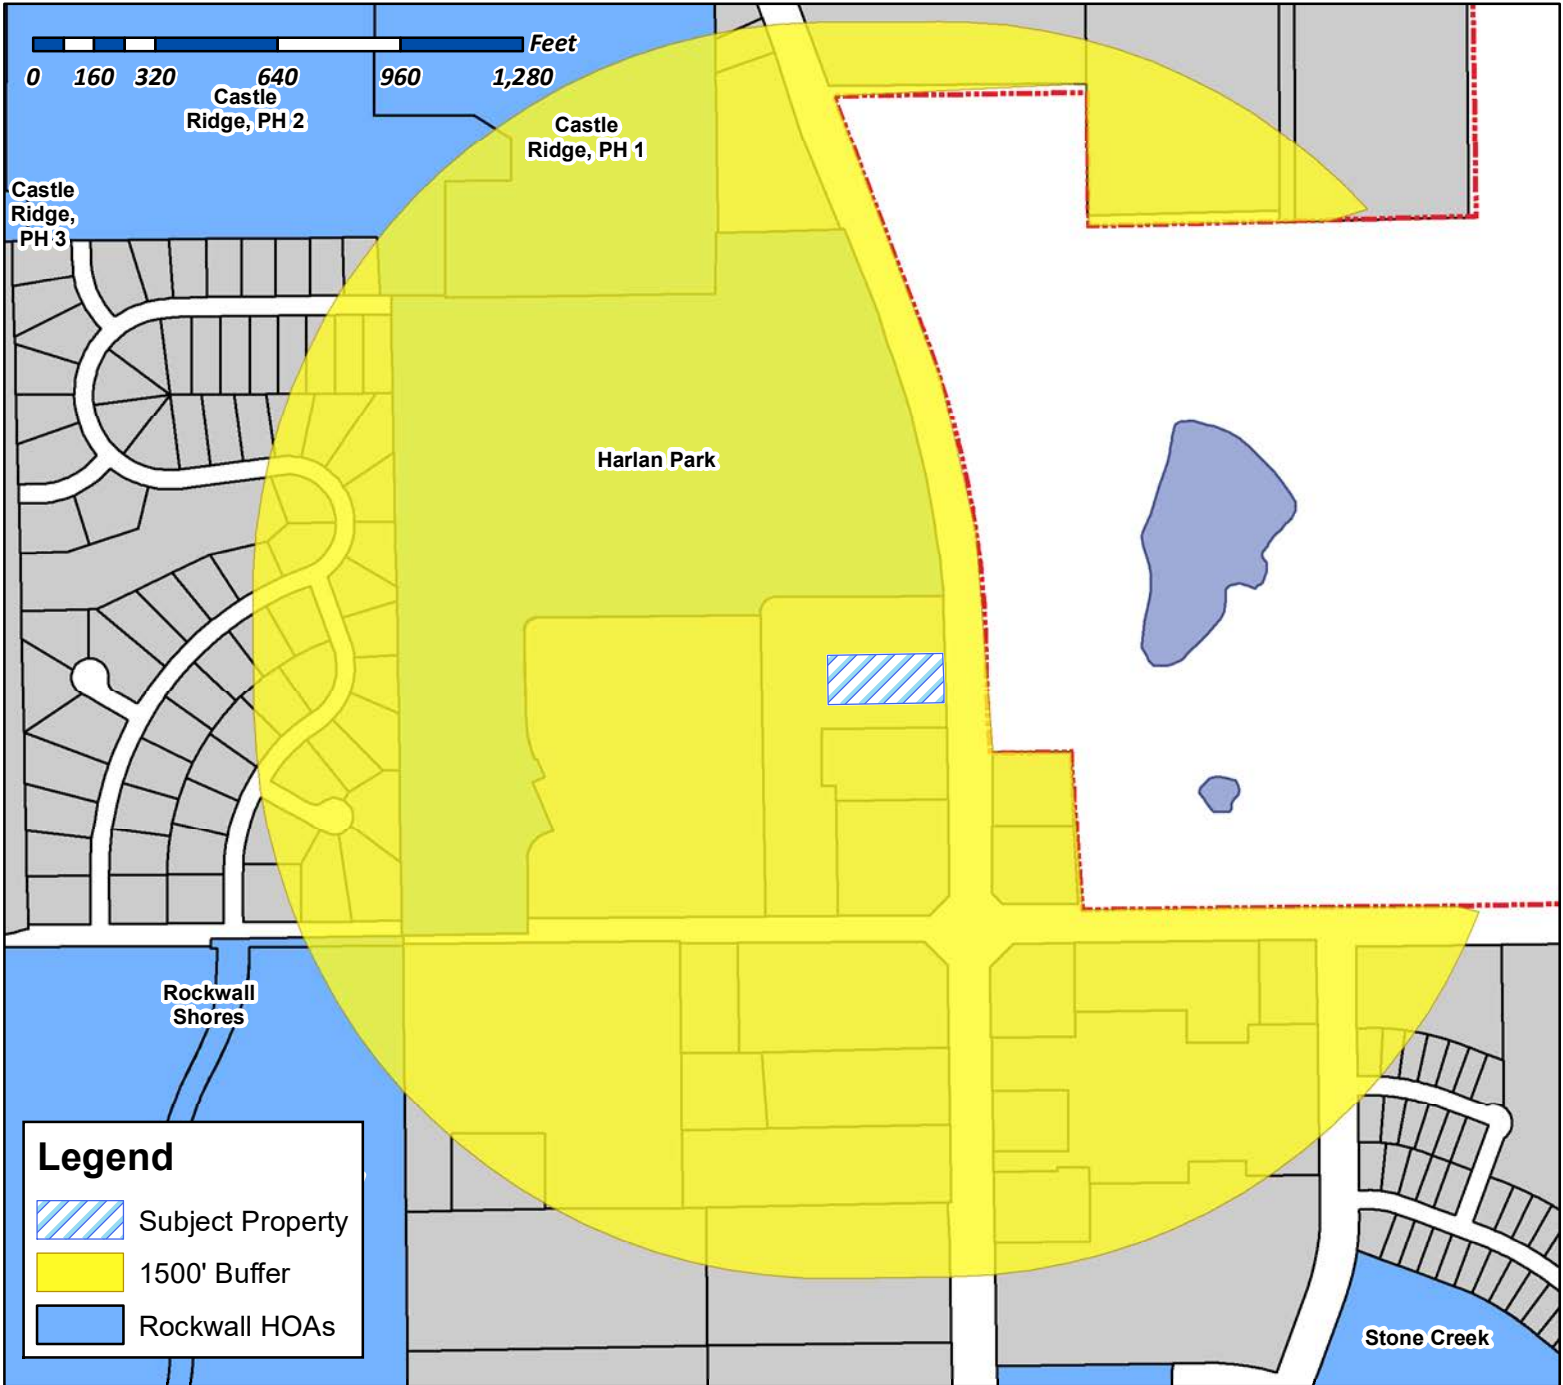 Feet
0 160 320 640 960 1,280
Castle
Ridge, PH 2
Castle
Ridge, PH 1
Castle
Ridge,
PH 3
Harlan Park
Rockwall
Shores
Legend
Subject Property
1500' Buffer
Rockwall HOAs
Stone Creek